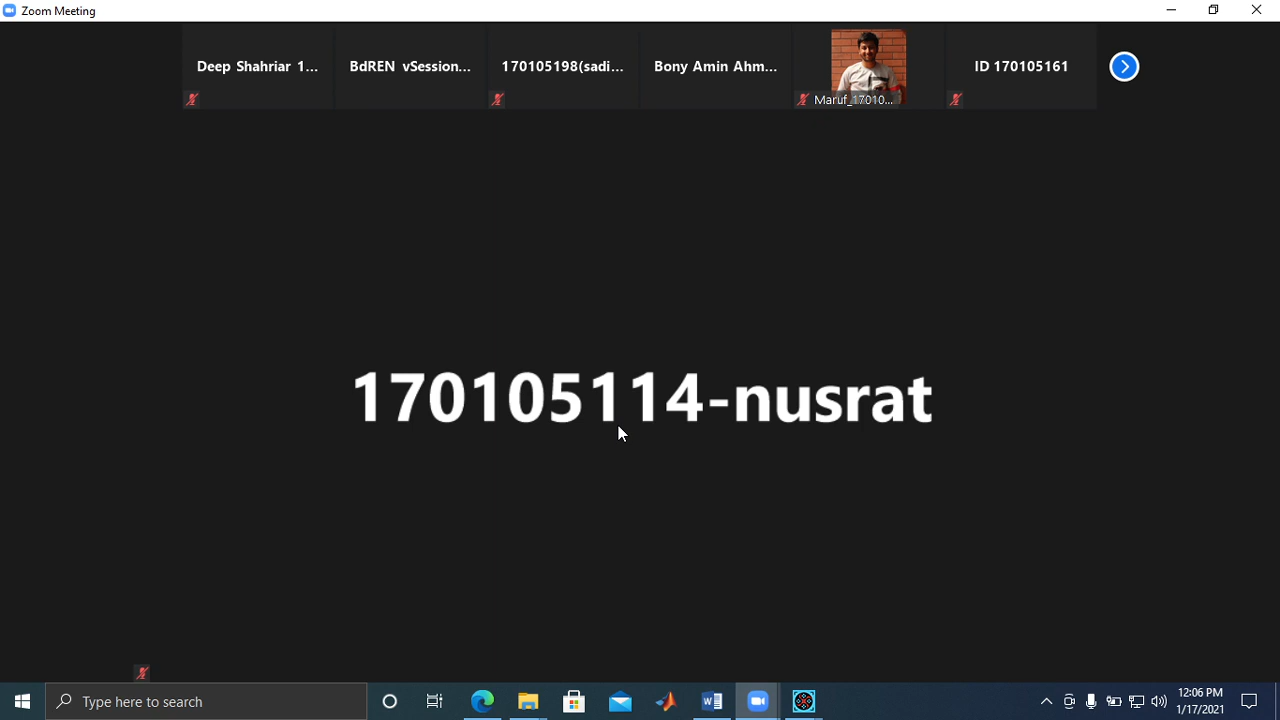 Zoom Meeting
Deep Shahriar 1...
BdREN vSession...
170105198(sadi...
Bony Amin Ahm...
Maruf_17010...
ID 170105161
170105114-nusrat
Type here to search
12:06 PM
1/17/2021